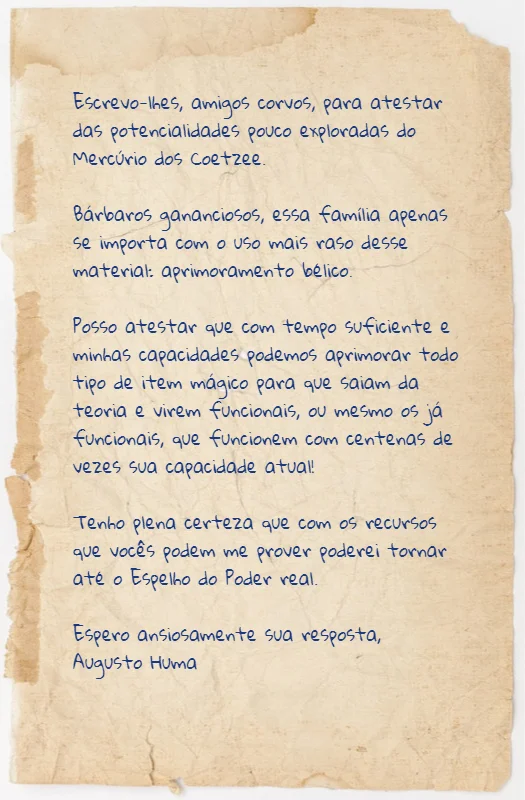 Escrevo-lhes, amigos corvos, para atestar
das potencialidades pouco exploradas do
Mercúrio dos Coetzee.
Bárbaros gananciosos, essa família apenas
se importa com o uso mais raso desse
material: aprimoramento bélico.
Posso atestar que com tempo suficiente e
minhas capacidades podemos aprimorar todo
tipo de item mágico para que saiam da
teoria e virem funcionais, ou mesmo os já
funcionais, que funcionem com centenas de
vezes sua capacidade atual!
Tenho plena certeza que com os recursos
que vocês podem me prover poderei tornar
até o Espelho do Poder real.
Espero ansiosamente sua resposta,
Augusto Huma